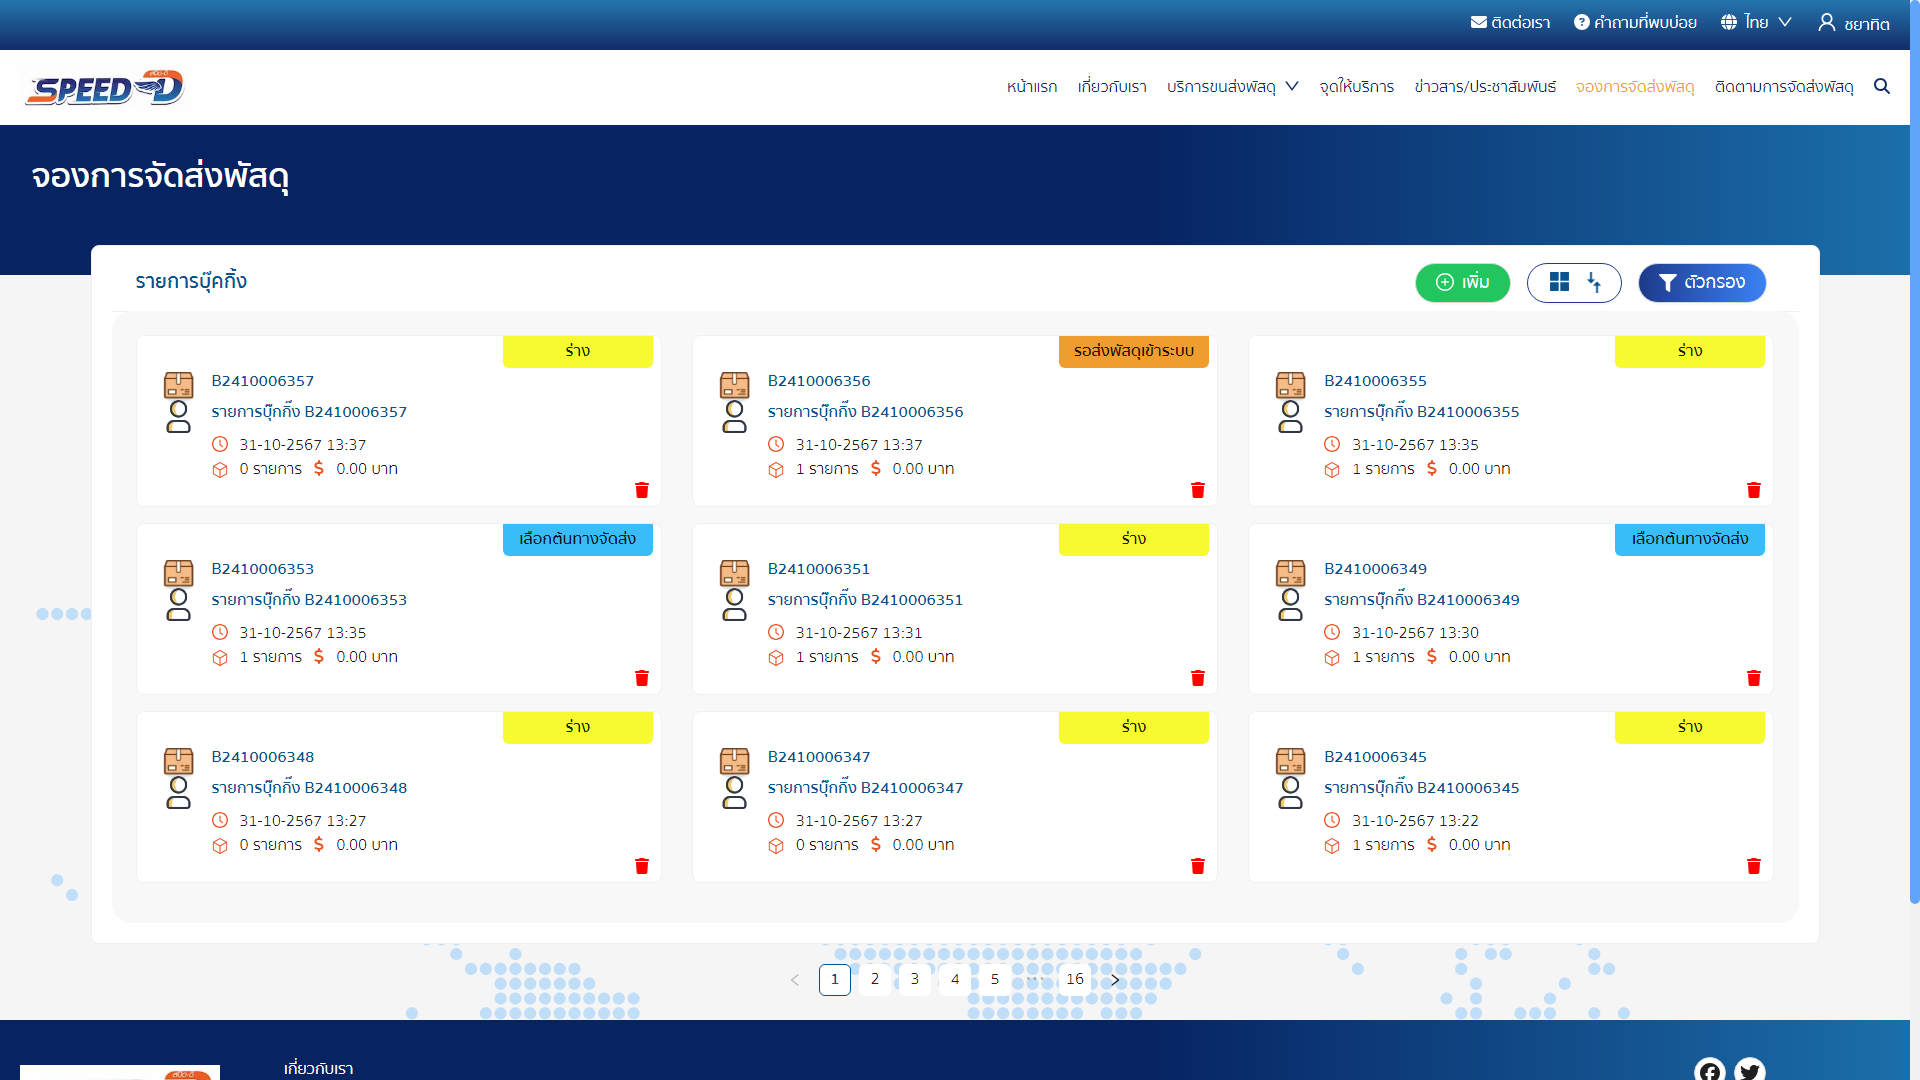 ติดต่อเรา คำถามที่พบบ่อย ไทย ชยาทิต
SPEED-D
หน้าแรก เกี่ยวกับเรา บริการขนส่งพัสดุ จุดให้บริการ ข่าวสาร/ประชาสัมพันธ์ จองการจัดส่งพัสดุ ติดตามการจัดส่งพัสดุ
จองการจัดส่งพัสดุ
รายการบุ๊คกิ้ง เพิ่ม ตัวกรอง
ร่าง
B2410006357
รายการบุ๊กกิ้ง B2410006357
31-10-2567 13:37
0 รายการ $ 0.00 บาท
รอส่งพัสดุเข้าระบบ
B2410006356
รายการบุ๊กกิ้ง B2410006356
31-10-2567 13:37
1 รายการ $ 0.00 บาท
ร่าง
B2410006355
รายการบุ๊กกิ้ง B2410006355
31-10-2567 13:35
1 รายการ $ 0.00 บาท
เลือกต้นทางจัดส่ง
B2410006353
รายการบุ๊กกิ้ง B2410006353
31-10-2567 13:35
1 รายการ $ 0.00 บาท
ร่าง
B2410006351
รายการบุ๊กกิ้ง B2410006351
31-10-2567 13:31
1 รายการ $ 0.00 บาท
เลือกต้นทางจัดส่ง
B2410006349
รายการบุ๊กกิ้ง B2410006349
31-10-2567 13:30
1 รายการ $ 0.00 บาท
ร่าง
B2410006348
รายการบุ๊กกิ้ง B2410006348
31-10-2567 13:27
0 รายการ $ 0.00 บาท
ร่าง
B2410006347
รายการบุ๊กกิ้ง B2410006347
31-10-2567 13:27
0 รายการ $ 0.00 บาท
ร่าง
B2410006345
รายการบุ๊กกิ้ง B2410006345
31-10-2567 13:22
1 รายการ $ 0.00 บาท
< 1 2 3 4 5 ••• 16 >
เกี่ยวกับเรา